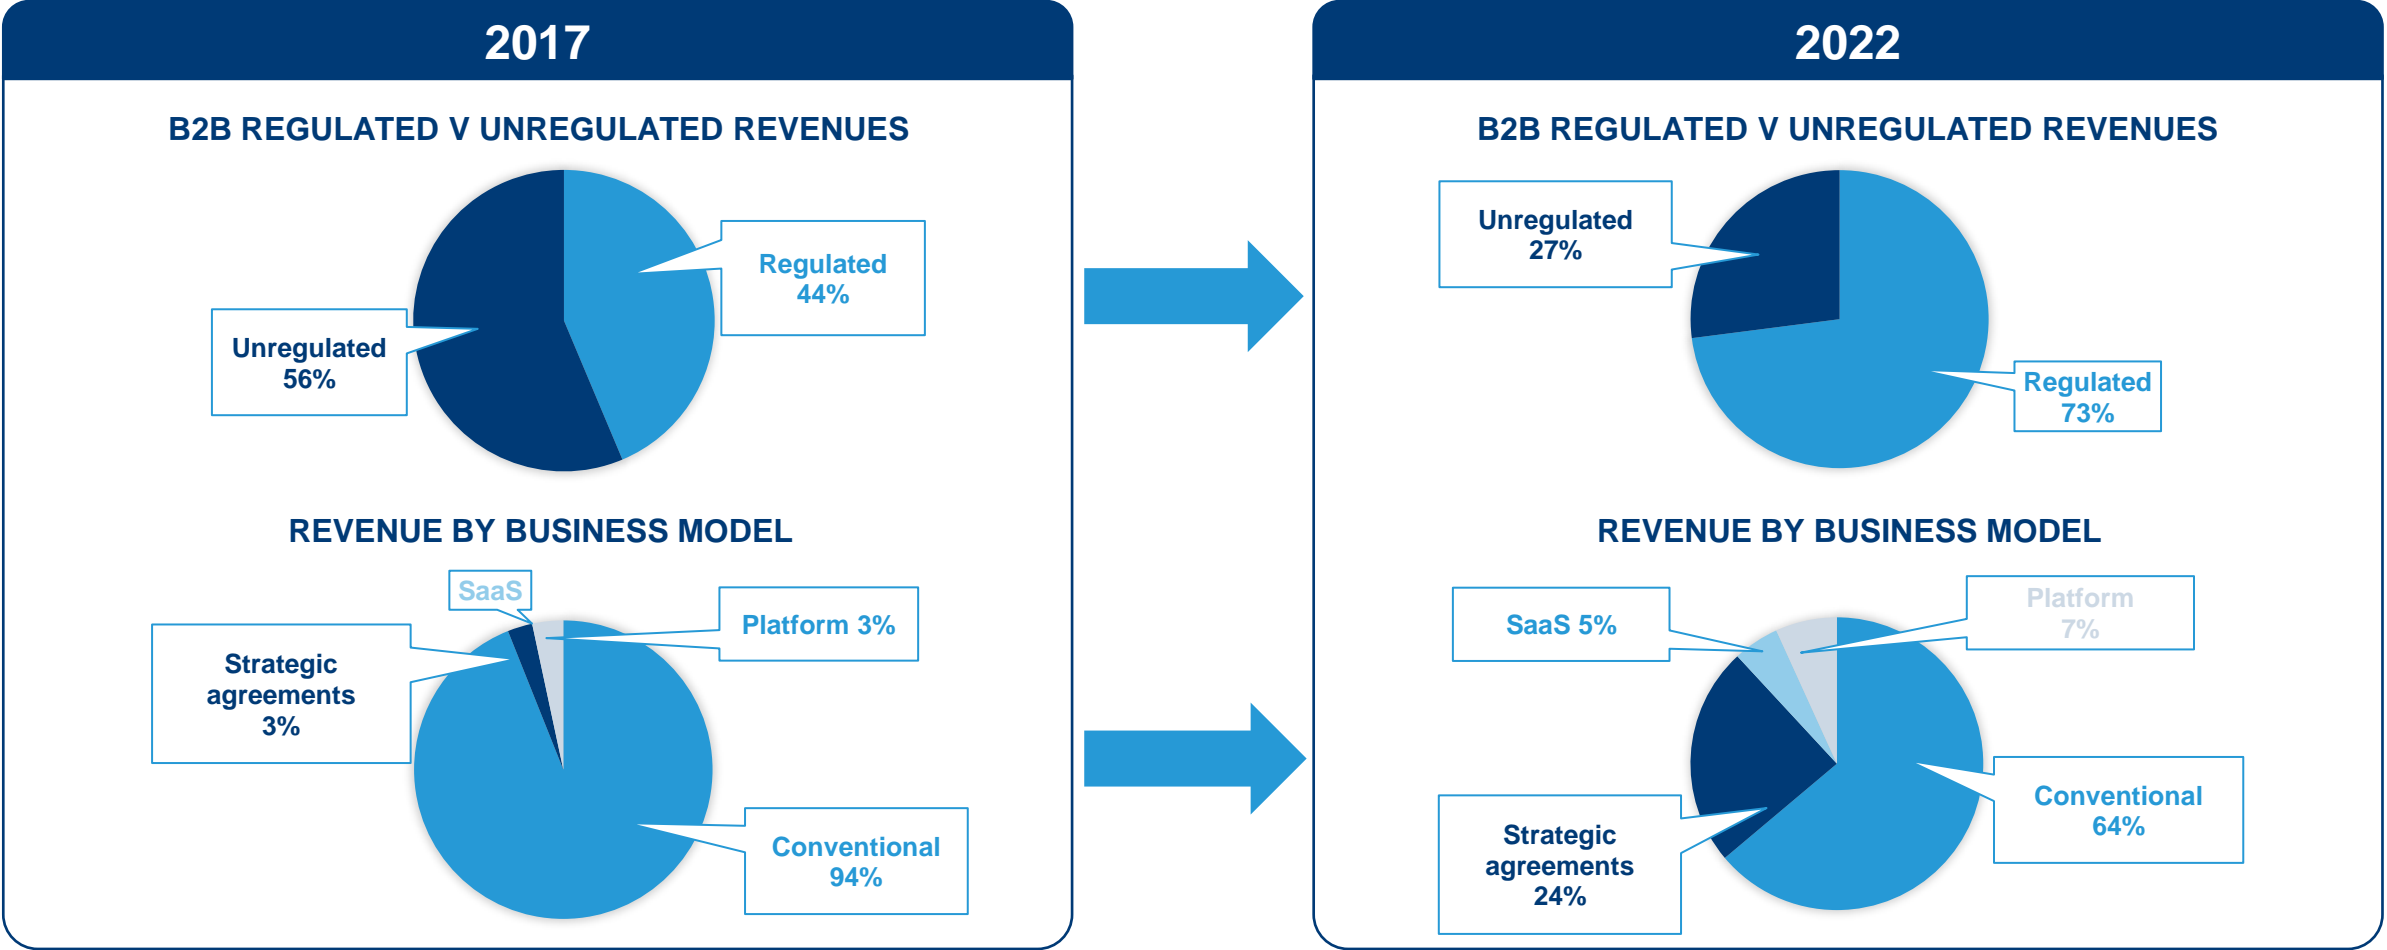 2017
B2B REGULATED V UNREGULATED REVENUES
Regulated
44%
Unregulated
56%
REVENUE BY BUSINESS MODEL
SaaS
Platform 3%
Strategic
agreements
3%
Conventional
94%
2022
B2B REGULATED V UNREGULATED REVENUES
Unregulated
27%
Regulated
73%
REVENUE BY BUSINESS MODEL
SaaS 5%
Platform
7%
Conventional
64%
Strategic
agreements
24%